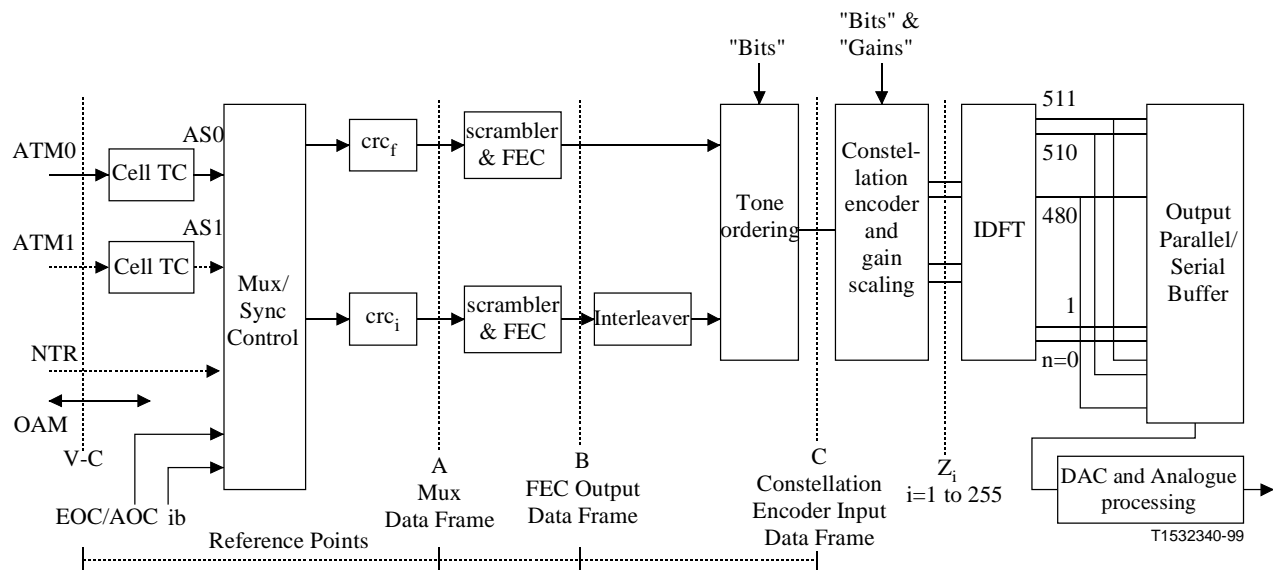 "Bits"
"Bits" &
"Gains"
ATM0
Cell TC
AS0
ATM1
Cell TC
AS1
NTR
OAM
V-C
EOC/AOC ib
Mux/
Sync
Control
crc_f
crc_i
scrambler
& FEC
scrambler
& FEC
Interleaver
Tone
ordering
Constel-
lation
encoder
and
gain
scaling
IDFT
511
510
480
1
n=0
Output
Parallel/
Serial
Buffer
A
Mux
Data Frame
B
FEC Output
Data Frame
C
Constellation
Encoder Input
Data Frame
Z_i
i=1 to 255
DAC and Analogue
processing
T1532340-99
Reference Points